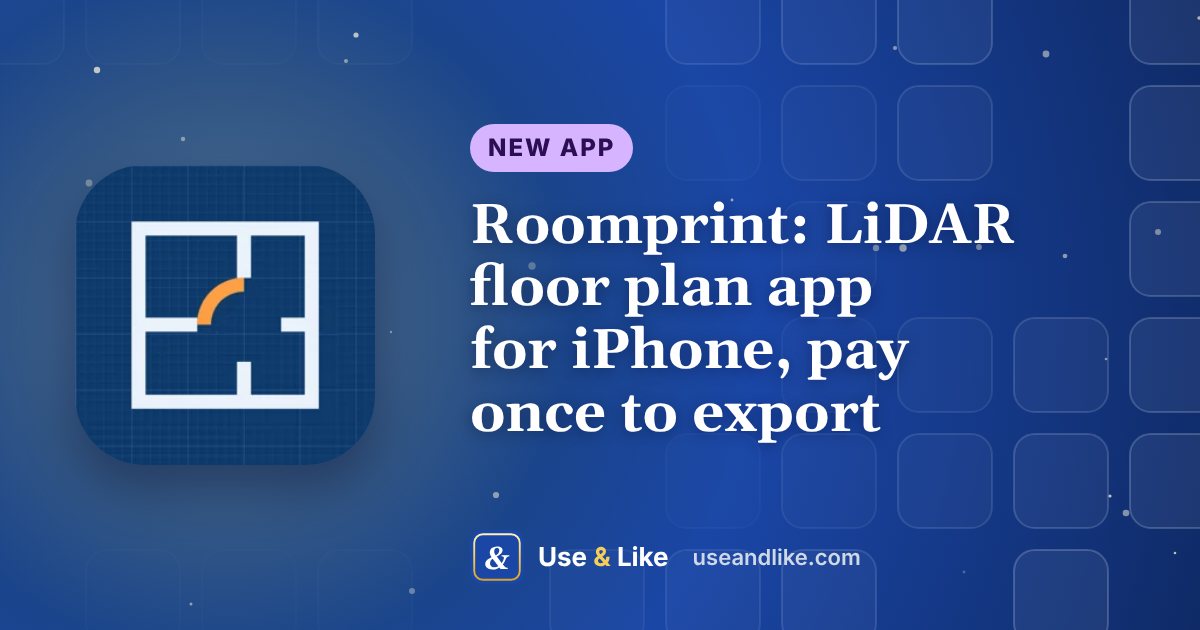 NEW APP
Roomprint: LiDAR
floor plan app
for iPhone, pay
once to export
& Use & Like useandlike.com